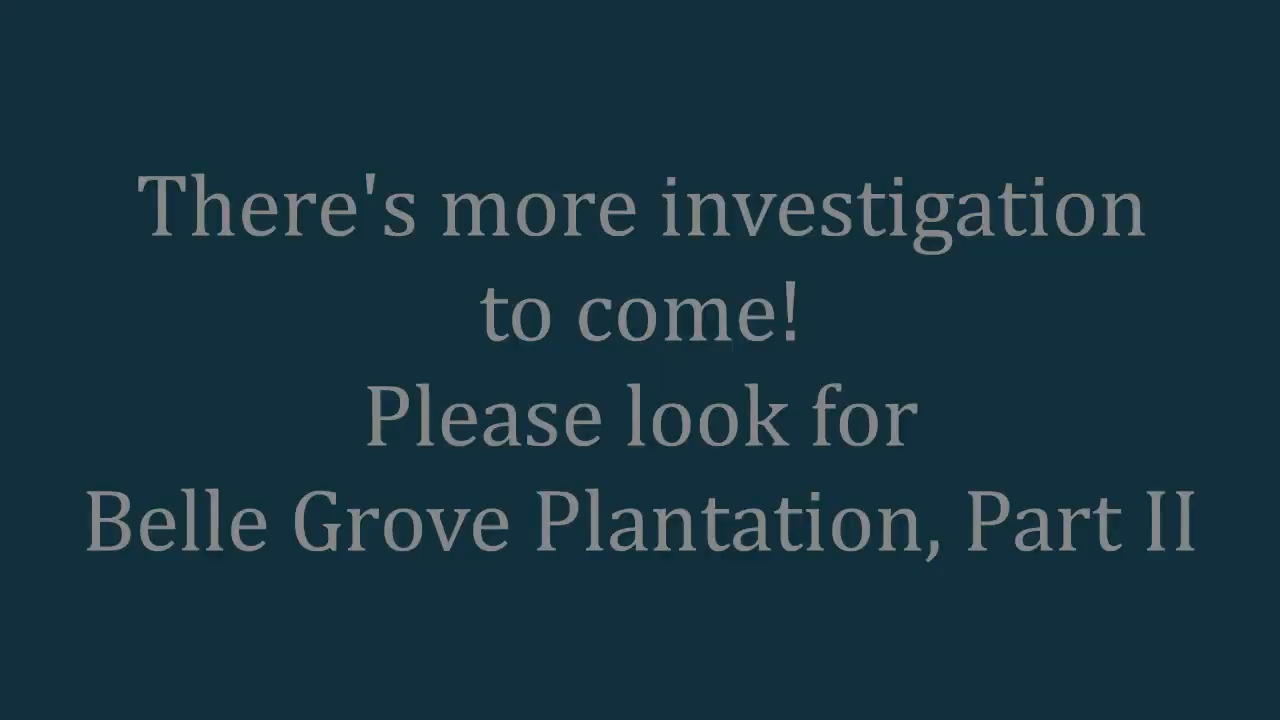 There's more investigation
to come!
Please look for
Belle Grove Plantation, Part II